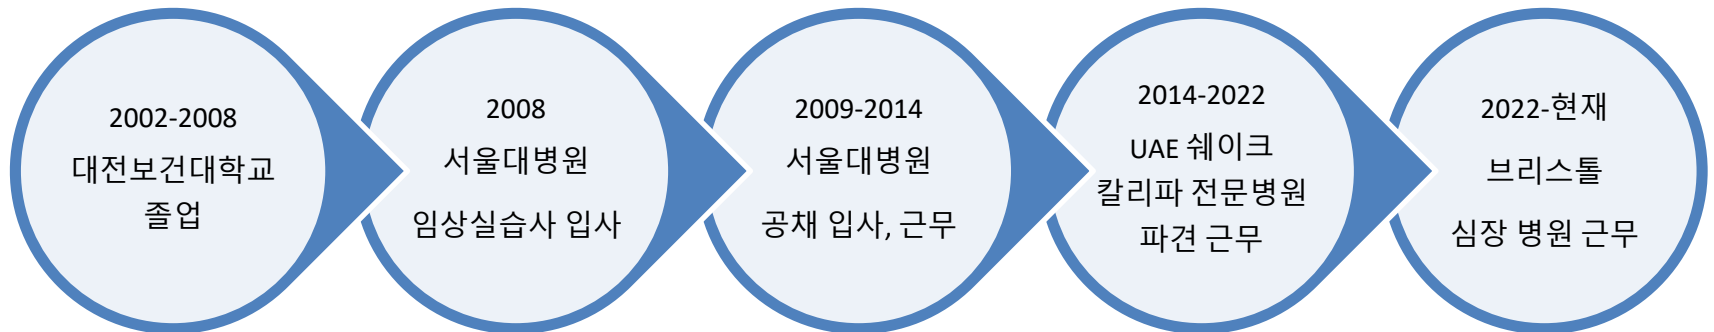 2002-2008
대전보건대학교
졸업
2008
서울대병원
임상실습사 입사
2009-2014
서울대병원
공채 입사, 근무
2014-2022
UAE 쉐이크
칼리파 전문병원
파견 근무
2022-현재
브리스톨
심장 병원 근무